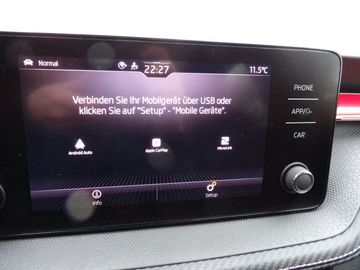 Normal
22:27
11.5°C
Verbinden Sie Ihr Mobilgerät über USB oder
klicken Sie auf "Setup" - "Mobile Geräte".
Android Auto
Apple CarPlay
MirrorLink
Info
Setup
PHONE
APP/
CAR